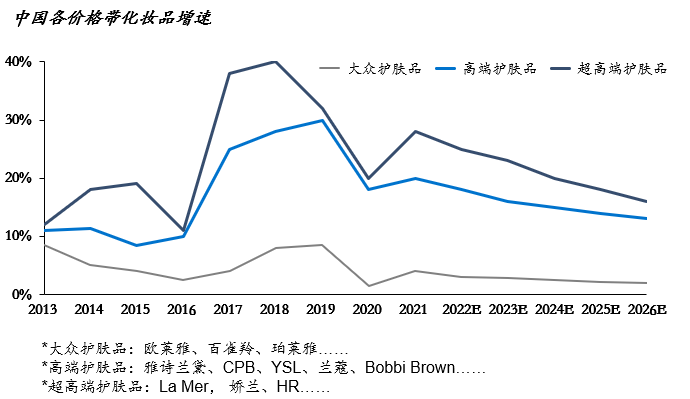 中国各价格带化妆品增速
大众护肤品 高端护肤品 超高端护肤品
40%
30%
20%
10%
0%
2013 2014 2015 2016 2017 2018 2019 2020 2021 2022E 2023E 2024E 2025E 2026E
*大众护肤品：欧莱雅、百雀羚、珀莱雅……
*高端护肤品：雅诗兰黛、CPB、YSL、兰蔻、Bobbi Brown……
*超高端护肤品：La Mer， 娇兰、HR……